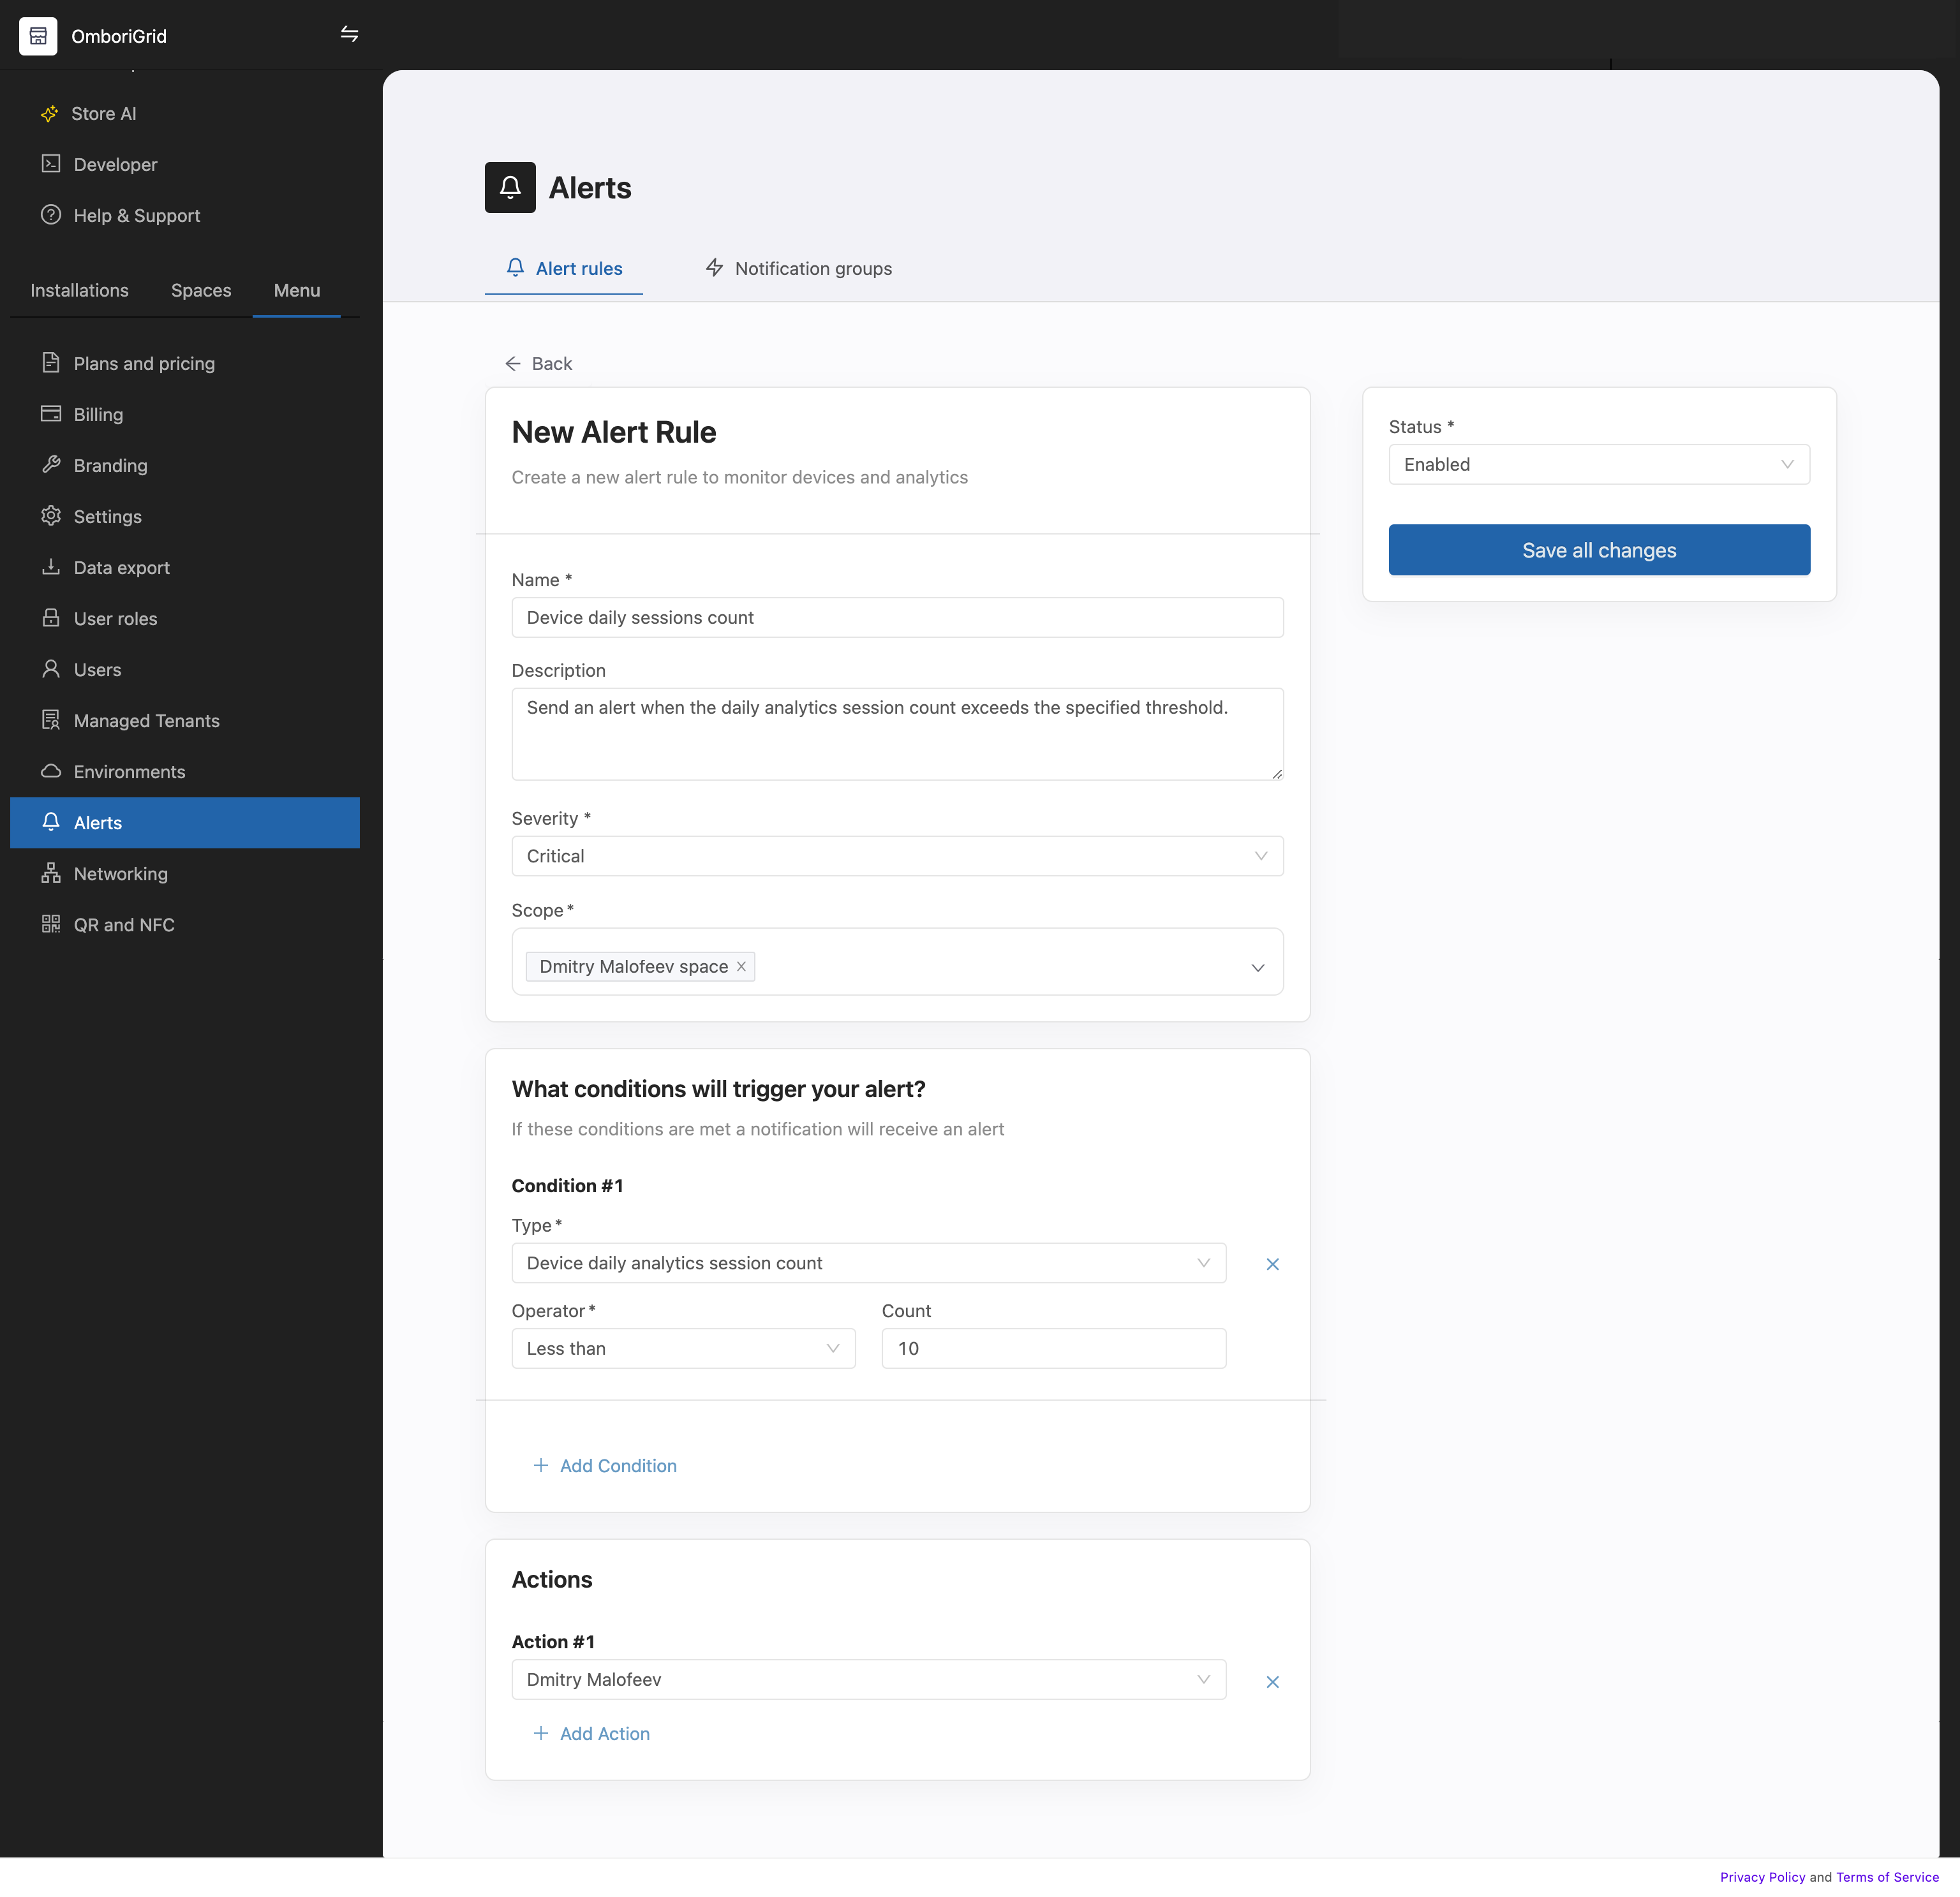 OmboriGrid
Store AI
Developer
Help & Support
Installations Spaces Menu
Plans and pricing
Billing
Branding
Settings
Data export
User roles
Users
Managed Tenants
Environments
Alerts
Networking
QR and NFC
Alerts
Alert rules Notification groups
Back
New Alert Rule
Create a new alert rule to monitor devices and analytics
Name *
Device daily sessions count
Description
Send an alert when the daily analytics session count exceeds the specified threshold.
Severity *
Critical
Scope *
Dmitry Malofeev space
What conditions will trigger your alert?
If these conditions are met a notification will receive an alert
Condition #1
Type *
Device daily analytics session count
Operator * Count
Less than 10
Add Condition
Actions
Action #1
Dmitry Malofeev
Add Action
Status *
Enabled
Save all changes
Privacy Policy and Terms of Service